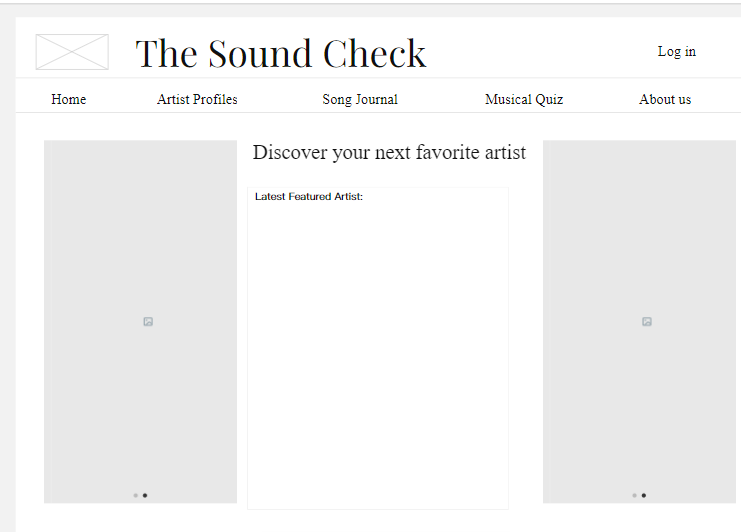 The Sound Check
Log in
Home
Artist Profiles
Song Journal
Musical Quiz
About us
Discover your next favorite artist
Latest Featured Artist: